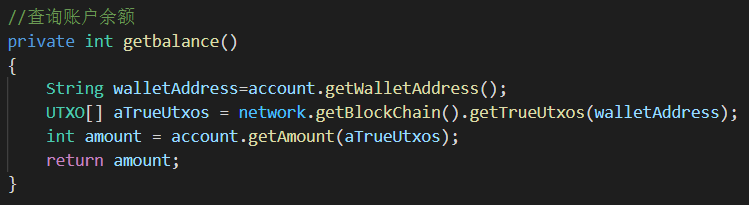 //查询账户余额
private int getbalance()
{
    String walletAddress=account.getWalletAddress();
    UTXO[] aTrueUtxos = network.getBlockChain().getTrueUtxos(walletAddress);
    int amount = account.getAmount(aTrueUtxos);
    return amount;
}